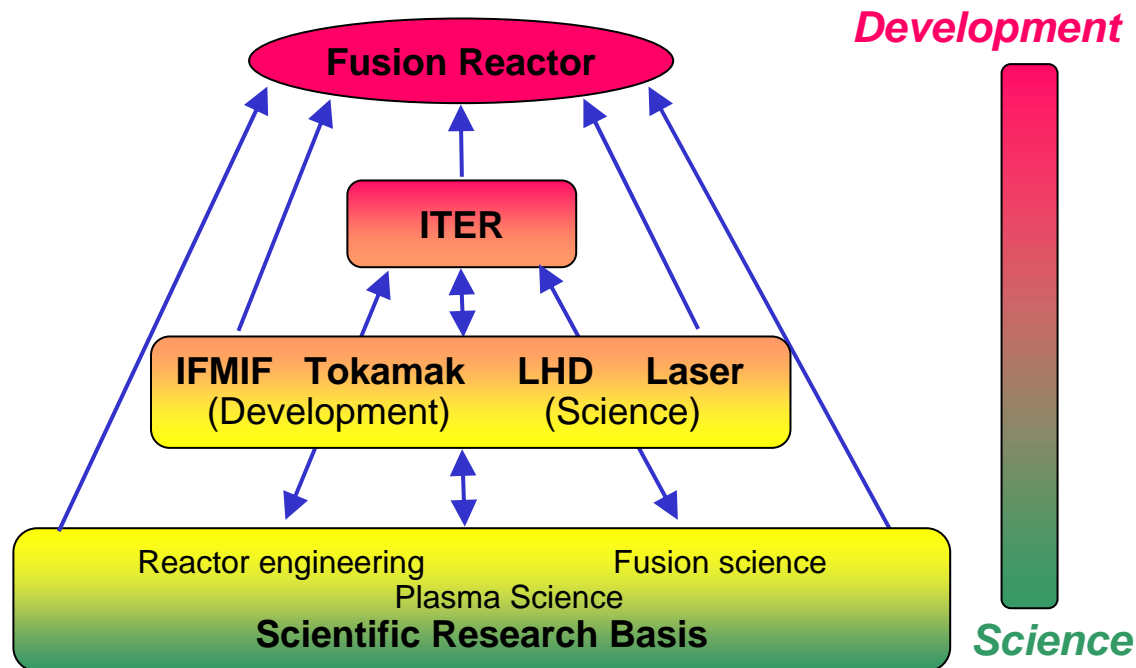 Development
Fusion Reactor
ITER
IFMIF Tokamak LHD Laser
(Development) (Science)
Reactor engineering Fusion science
Plasma Science
Scientific Research Basis
Science